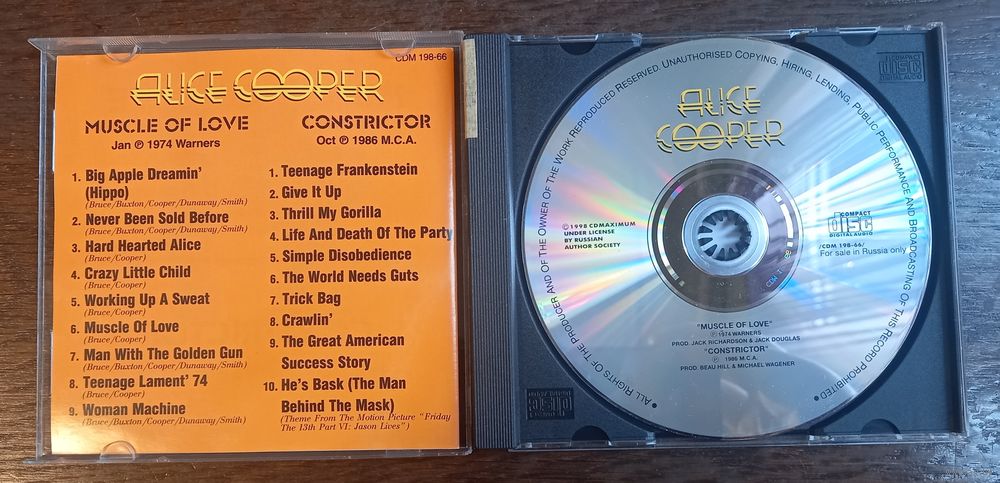 CDM 198-66
ALICE COOPER
MUSCLE OF LOVE
Jan ℗ 1974 Warners
1. Big Apple Dreamin'
(Hippo)
(Bruce/Buxton/Cooper/Dunaway/Smith)
2. Never Been Sold Before
(Bruce/Buxton/Cooper/Dunaway/Smith)
3. Hard Hearted Alice
(Bruce/Cooper)
4. Crazy Little Child
(Bruce/Cooper)
5. Working Up A Sweat
(Bruce/Cooper)
6. Muscle Of Love
(Bruce/Cooper)
7. Man With The Golden Gun
(Bruce/Buxton/Cooper/Dunaway/Smith)
8. Teenage Lament' 74
(Bruce/Cooper)
9. Woman Machine
(Bruce/Buxton/Cooper/Dunaway/Smith)
CONSTRICTOR
Oct ℗ 1986 M.C.A.
1. Teenage Frankenstein
2. Give It Up
3. Thrill My Gorilla
4. Life And Death Of The Party
5. Simple Disobedience
6. The World Needs Guts
7. Trick Bag
8. Crawlin'
9. The Great American
Success Story
10. He's Bask (The Man
Behind The Mask)
(Theme From The Motion Picture "Friday
The 13th Part VI: Jason Lives")
ALL RIGHTS OF THE PRODUCER AND OF THE OWNER OF THE WORK REPRODUCED RESERVED. UNAUTHORISED COPYING, HIRING, LENDING, PUBLIC PERFORMANCE AND BROADCASTING OF THIS RECORD PROHIBITED
ALICE
COOPER
© 1998 CDMAXIMUM
UNDER LICENSE
BY RUSSIAN
AUTHOR SOCIETY
COMPACT
disc
DIGITAL AUDIO
/CDM 198-66/
For sale in Russia only
"MUSCLE OF LOVE"
℗ 1974 WARNERS
PROD. JACK RICHARDSON & JACK DOUGLAS
"CONSTRICTOR"
℗ 1986 M.C.A.
PROD. BEAU HILL & MICHAEL WAGENER
COMPACT
disc
DIGITAL AUDIO
COMPACT
disc
DIGITAL AUDIO